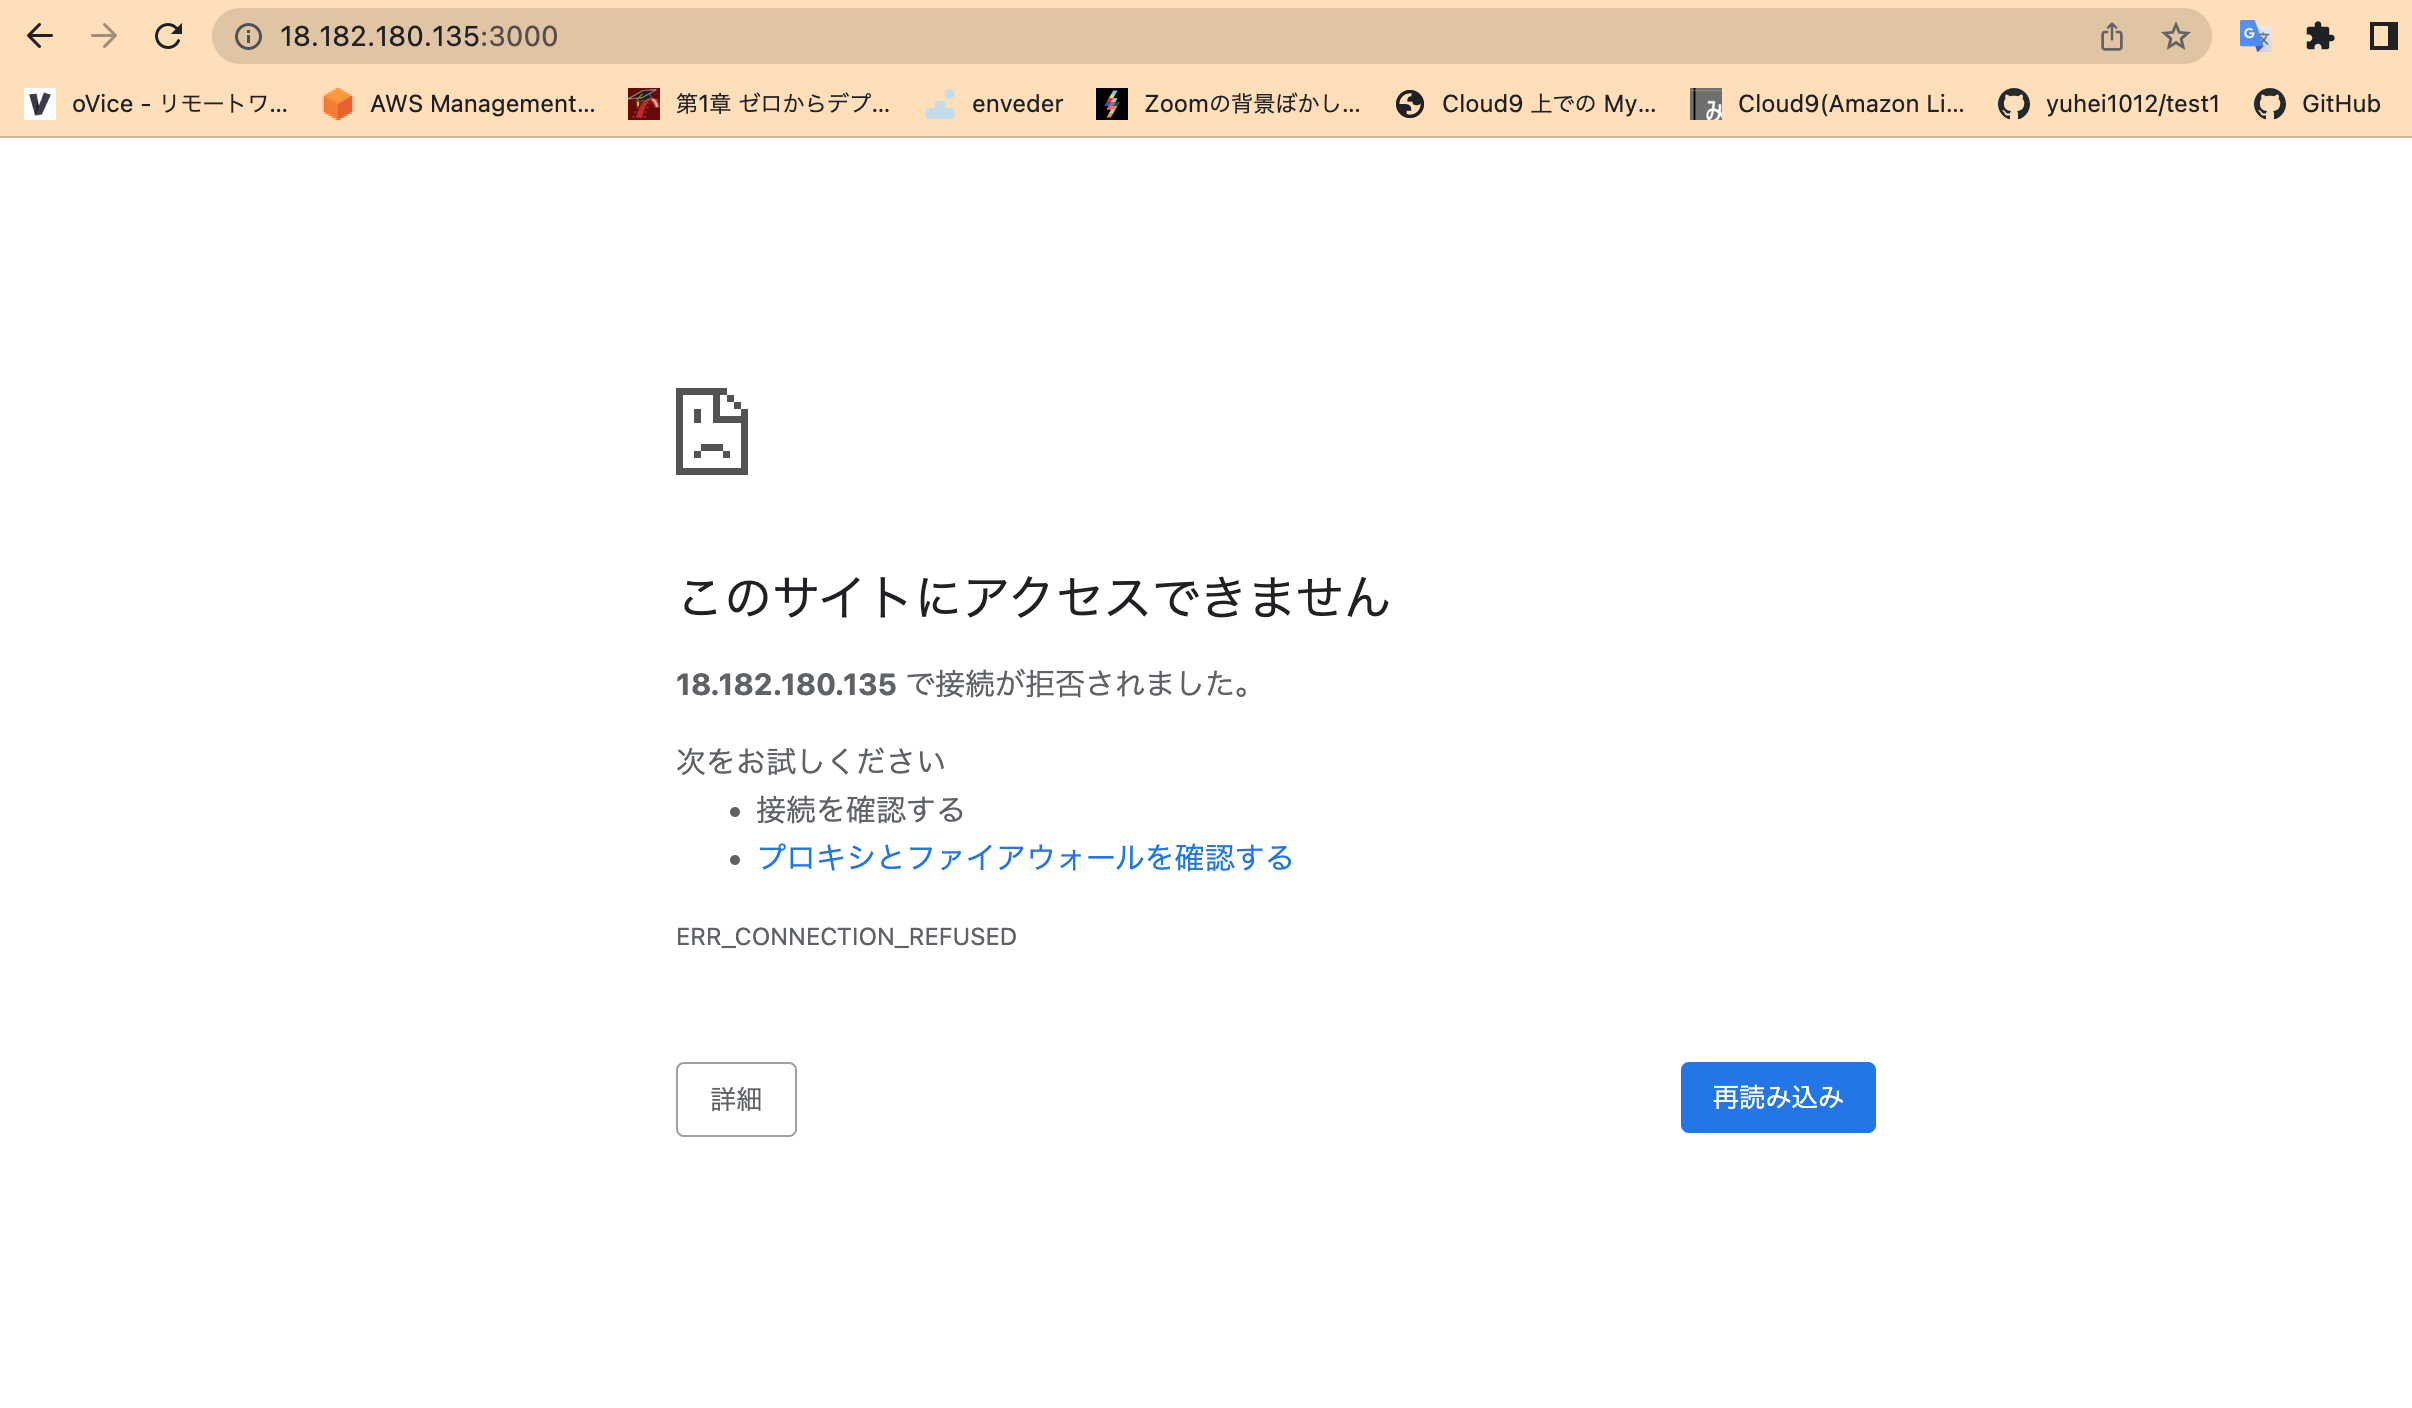 18.182.180.135:3000
oVice - リモートワ... AWS Management... 第1章 ゼロからデプ... enveder Zoomの背景ぼかし... Cloud9 上での My... Cloud9(Amazon Li... yuhei1012/test1 GitHub
このサイトにアクセスできません
18.182.180.135 で接続が拒否されました。
次をお試しください
• 接続を確認する
• プロキシとファイアウォールを確認する
ERR_CONNECTION_REFUSED
詳細 再読み込み